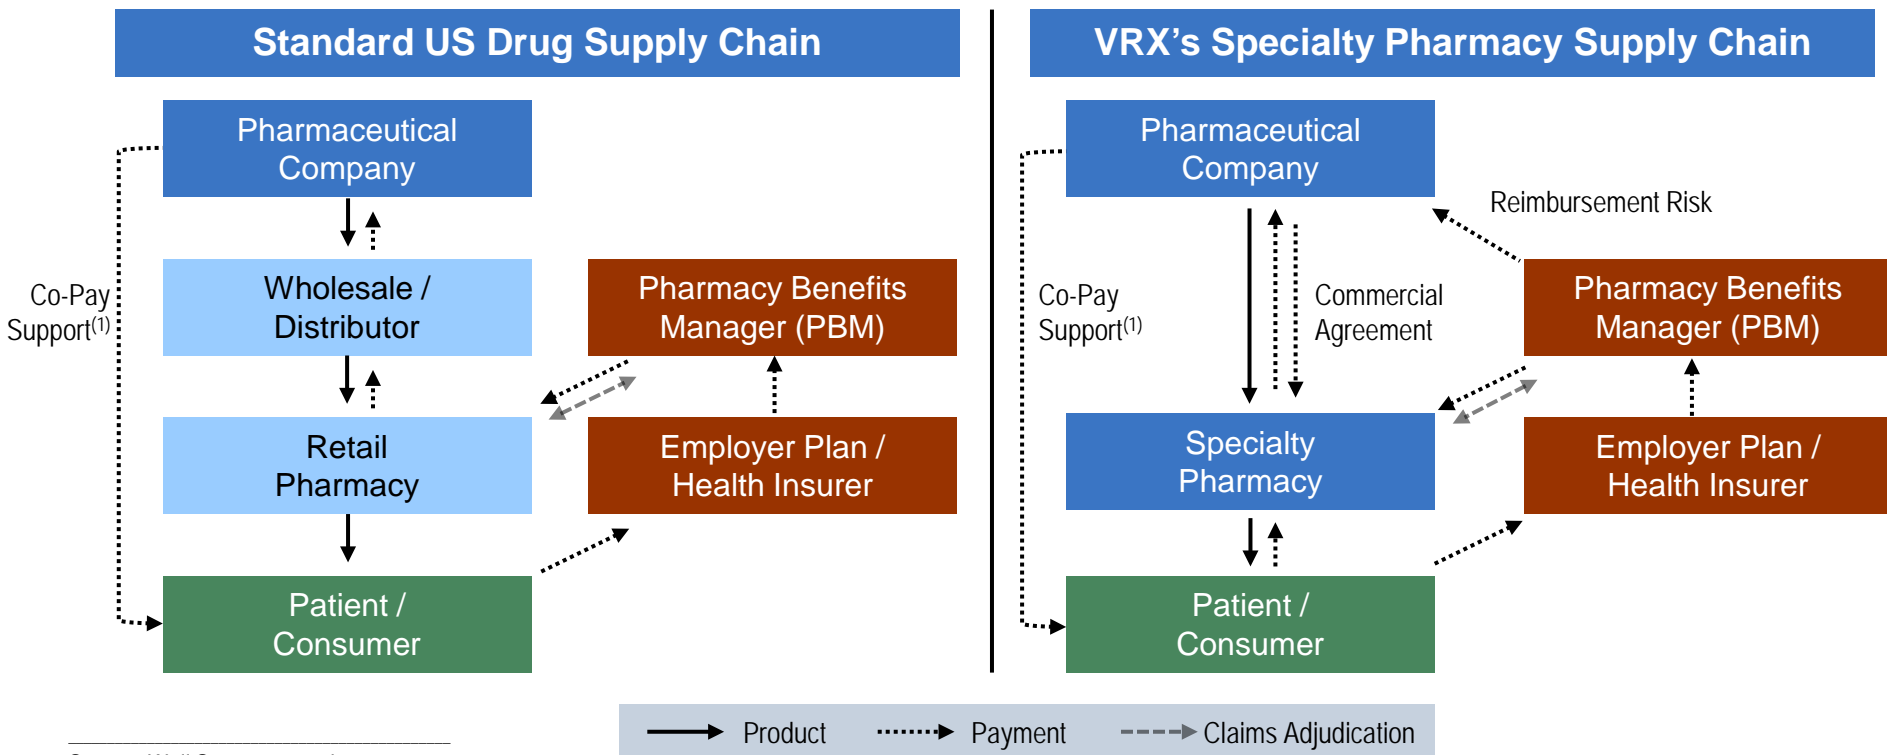 Standard US Drug Supply Chain
Pharmaceutical
Company
Wholesale /
Distributor
Co-Pay
Support(1)
Pharmacy Benefits
Manager (PBM)
Retail
Pharmacy
Employer Plan /
Health Insurer
Patient /
Consumer
VRX's Specialty Pharmacy Supply Chain
Pharmaceutical
Company
Reimbursement Risk
Co-Pay
Support(1)
Commercial
Agreement
Pharmacy Benefits
Manager (PBM)
Specialty
Pharmacy
Employer Plan /
Health Insurer
Patient /
Consumer
Product
Payment
Claims Adjudication